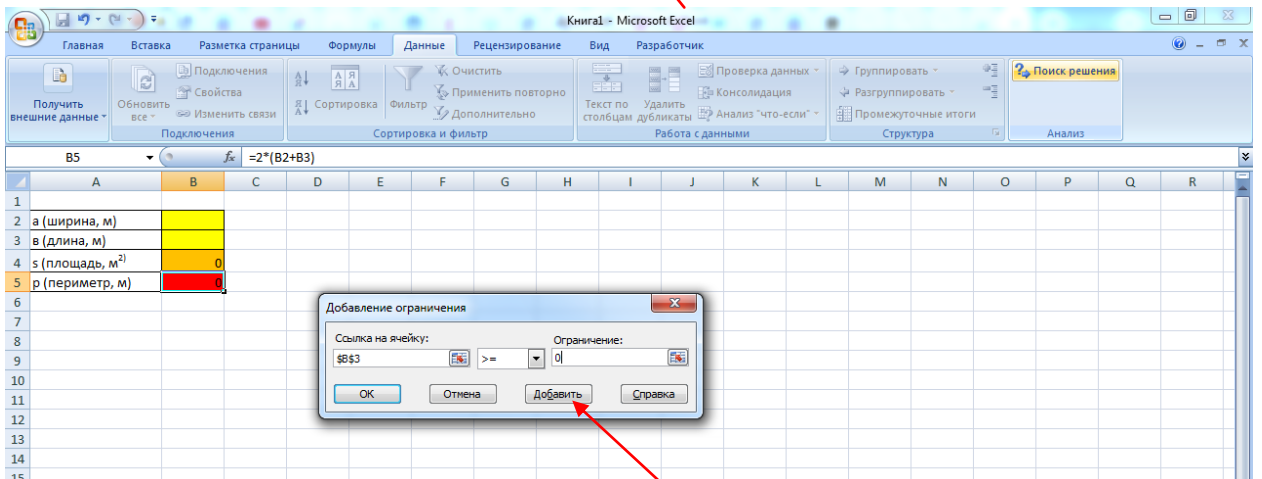 Книга1 - Microsoft Excel
Главная Вставка Разметка страницы Формулы Данные Рецензирование Вид Разработчик
Получить внешние данные
Обновить все
Подключения
Свойства
Изменить связи
Подключения
Сортировка
Фильтр
Очистить
Применить повторно
Дополнительно
Сортировка и фильтр
Текст по столбцам
Удалить дубликаты
Проверка данных
Консолидация
Анализ "что-если"
Работа с данными
Группировать
Разгруппировать
Промежуточные итоги
Структура
Поиск решения
Анализ
B5 fx =2*(B2+B3)
A B C D E F G H I J K L M N O P Q R
1
2 а (ширина, м)
3 в (длина, м)
4 s (площадь, м2) 0
5 р (периметр, м) 0
6
7
8
9
10
11
12
13
14
15
Добавление ограничения
Ссылка на ячейку: Ограничение:
$B$3 >= 0
ОК Отмена Добавить Справка